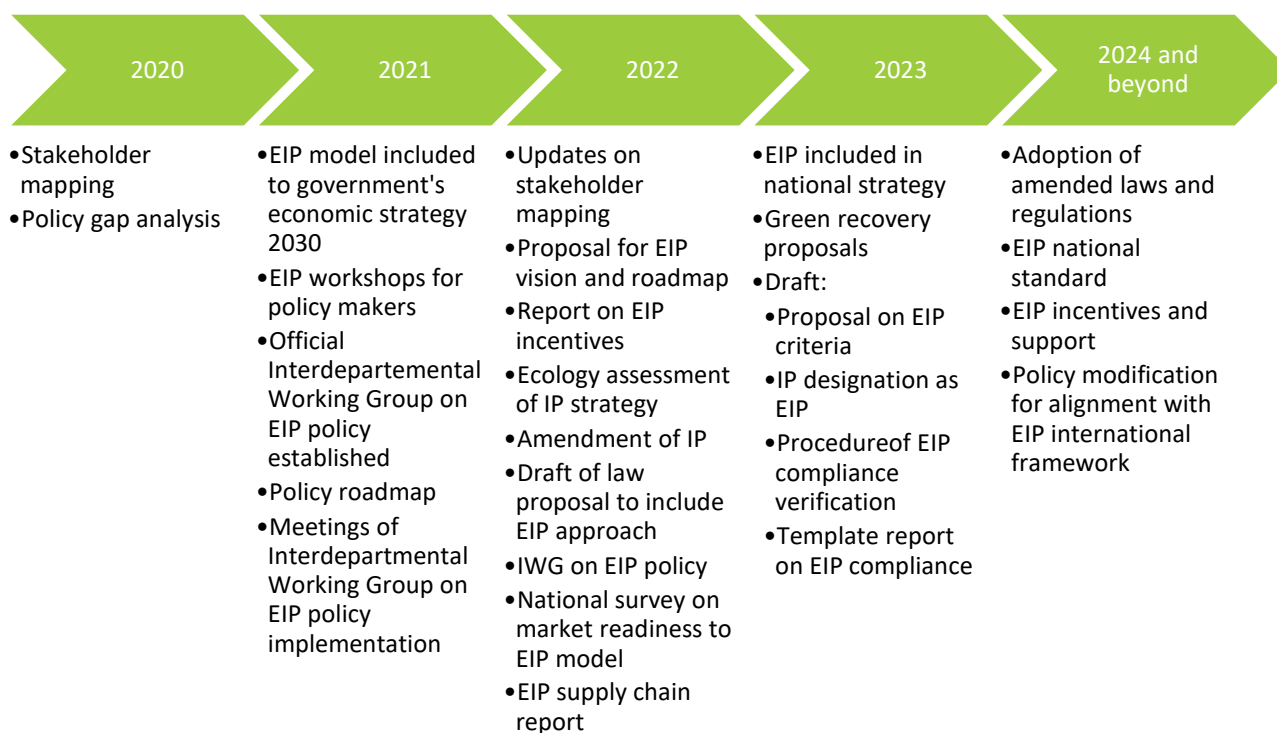 2020
•Stakeholder
mapping
•Policy gap analysis
2021
•EIP model included
to government's
economic strategy
2030
•EIP workshops for
policy makers
•Official
Interdepartemental
Working Group on
EIP policy
established
•Policy roadmap
•Meetings of
Interdepartmental
Working Group on
EIP policy
implementation
2022
•Updates on
stakeholder
mapping
•Proposal for EIP
vision and roadmap
•Report on EIP
incentives
•Ecology assessment
of IP strategy
•Amendment of IP
•Draft of law
proposal to include
EIP approach
•IWG on EIP policy
•National survey on
market readiness to
EIP model
•EIP supply chain
report
2023
•EIP included in
national strategy
•Green recovery
proposals
•Draft:
•Proposal on EIP
criteria
•IP designation as
EIP
•Procedureof EIP
compliance
verification
•Template report
on EIP compliance
2024 and
beyond
•Adoption of
amended laws and
regulations
•EIP national
standard
•EIP incentives and
support
•Policy modification
for alignment with
EIP international
framework